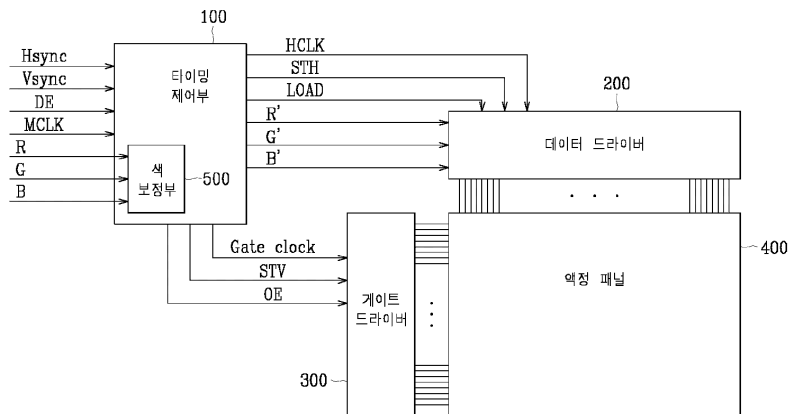 100
Hsync
Vsync
DE
MCLK
R
G
B
타이밍
제어부
색
보정부
500
HCLK
STH
LOAD
R'
G'
B'
200
데이터 드라이버
. . .
Gate clock
STV
OE
게이트
드라이버
300
액정 패널
400